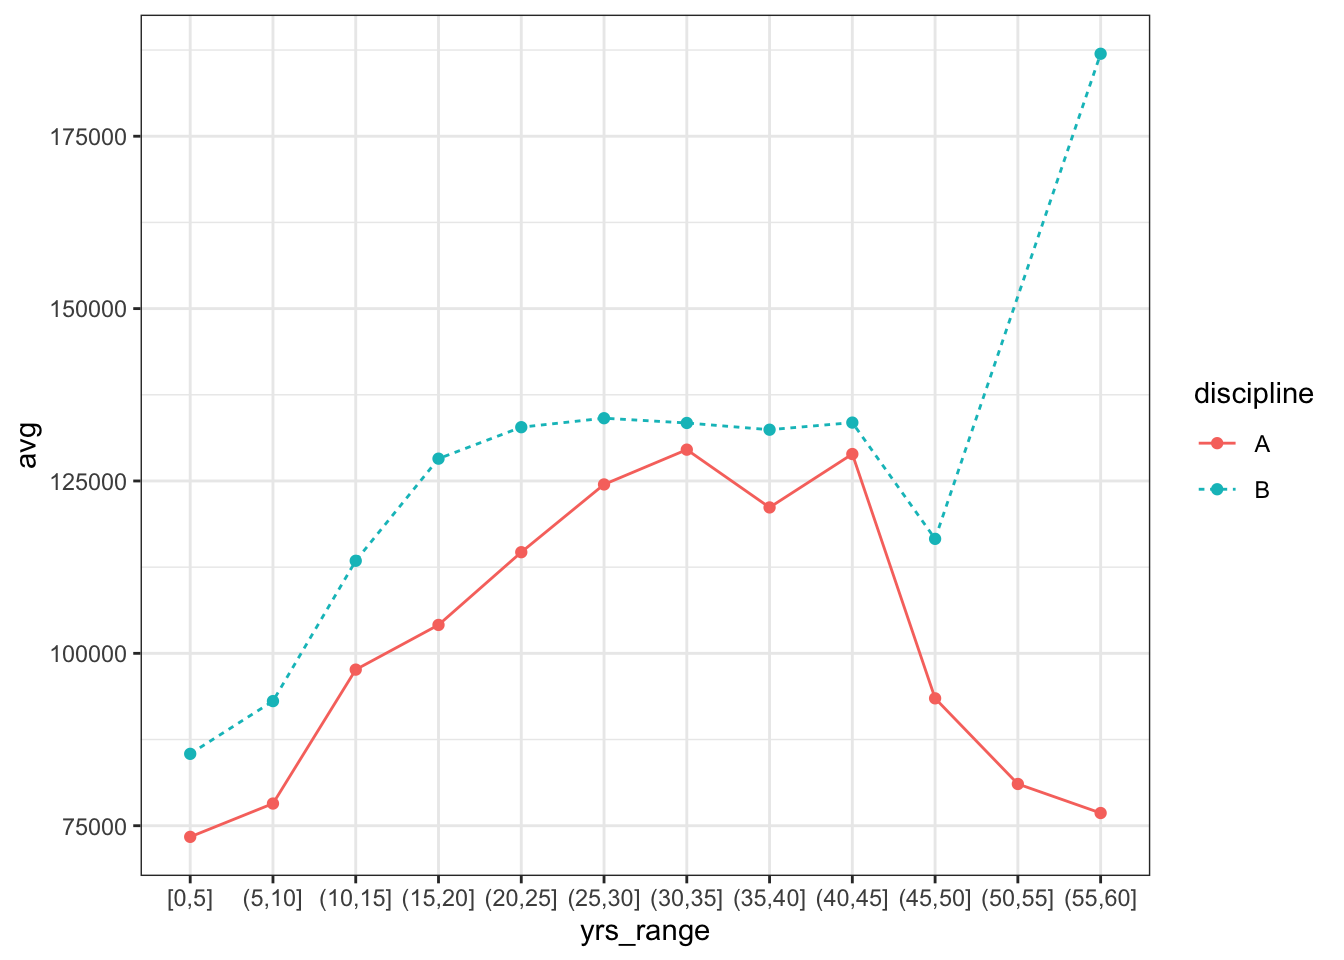 avg
175000
150000
125000
100000
75000
[0,5] (5,10] (10,15] (15,20] (20,25] (25,30] (30,35] (35,40] (40,45] (45,50] (50,55] (55,60]
yrs_range
discipline
A
B